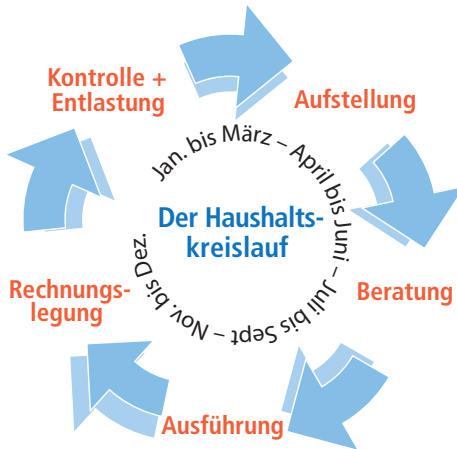 Kontrolle +
Entlastung
Aufstellung
Jan. bis März – April bis Juni – Juli bis Sept – Nov. bis Dez.
Der Haushalts-
kreislauf
Rechnungs-
legung
Beratung
Ausführung